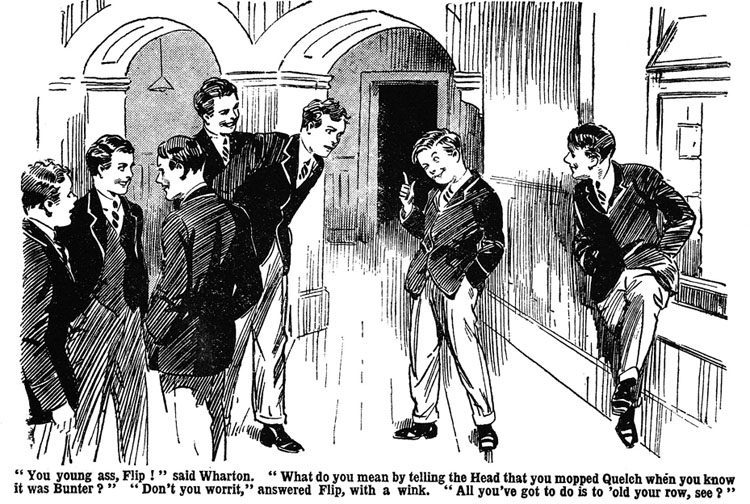 "You young ass, Flip!" said Wharton. "What do you mean by telling the Head that you mopped Quelch when you know
it was Bunter?" "Don't you worrit," answered Flip, with a wink. "All you've got to do is to 'old your row, see?"